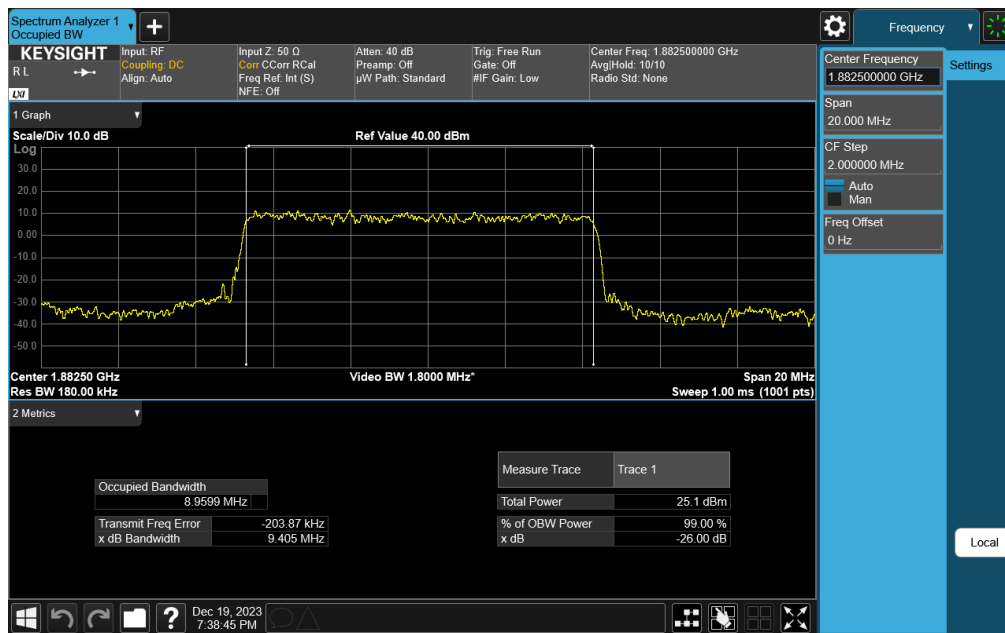 Spectrum Analyzer 1
Occupied BW
Frequency
KEYSIGHT
R L
LXI
Input: RF
Coupling: DC
Align: Auto
Input Z: 50 Ω
Corr CCorr RCal
Freq Ref: Int (S)
NFE: Off
Atten: 40 dB
Preamp: Off
µW Path: Standard
Trig: Free Run
Gate: Off
#IF Gain: Low
Center Freq: 1.882500000 GHz
Avg|Hold: 10/10
Radio Std: None
Center Frequency
1.882500000 GHz
Settings
Span
20.000 MHz
CF Step
2.000000 MHz
Auto
Man
Freq Offset
0 Hz
1 Graph
Scale/Div 10.0 dB
Ref Value 40.00 dBm
Log
30.0
20.0
10.0
0.00
-10.0
-20.0
-30.0
-40.0
-50.0
Center 1.88250 GHz
Video BW 1.8000 MHz*
Span 20 MHz
Res BW 180.00 kHz
Sweep 1.00 ms (1001 pts)
2 Metrics
Measure Trace Trace 1
Occupied Bandwidth
8.9599 MHz
Total Power 25.1 dBm
Transmit Freq Error -203.87 kHz
% of OBW Power 99.00 %
x dB Bandwidth 9.405 MHz
x dB -26.00 dB
Local
?
Dec 19, 2023
7:38:45 PM